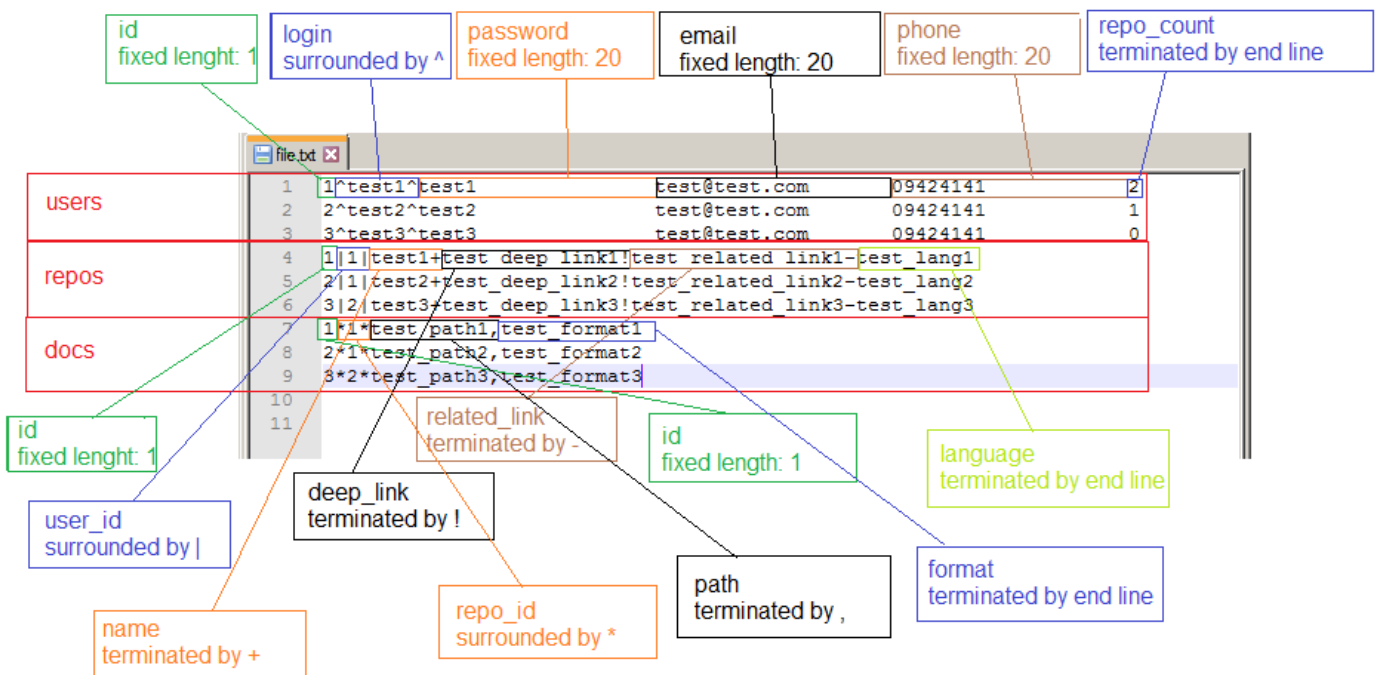 id
fixed lenght: 1
login
surrounded by ^
password
fixed length: 20
email
fixed length: 20
phone
fixed length: 20
repo_count
terminated by end line
file.txt
users
1 1^test1^test1 test@test.com 09424141 2
2 2^test2^test2 test@test.com 09424141 1
3 3^test3^test3 test@test.com 09424141 0
repos
4 1|1|test1+test_deep_link1!test_related_link1-test_lang1
5 2|1|test2+test_deep_link2!test_related_link2-test_lang2
6 3|2|test3+test_deep_link3!test_related_link3-test_lang3
docs
7 1*1*test_path1,test_format1
8 2*1*test_path2,test_format2
9 3*2*test_path3,test_format3
10
11
id
fixed lenght: 1
related_link
terminated by -
id
fixed length: 1
language
terminated by end line
deep_link
terminated by !
user_id
surrounded by |
path
terminated by ,
format
terminated by end line
name
terminated by +
repo_id
surrounded by *